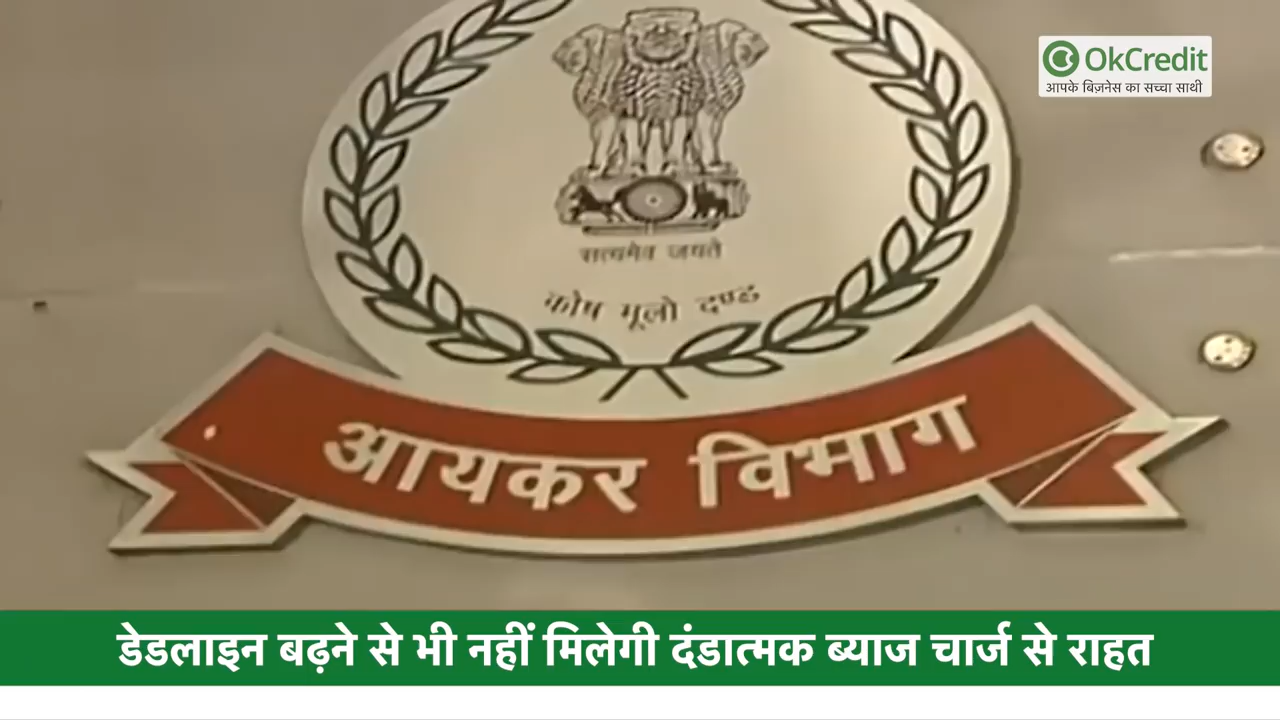 OkCredit
आपके बिज़नेस का सच्चा साथी
सत्यमेव जयते
कोष मूलो दण्ड
आयकर विभाग
डेडलाइन बढ़ने से भी नहीं मिलेगी दंडात्मक ब्याज चार्ज से राहत